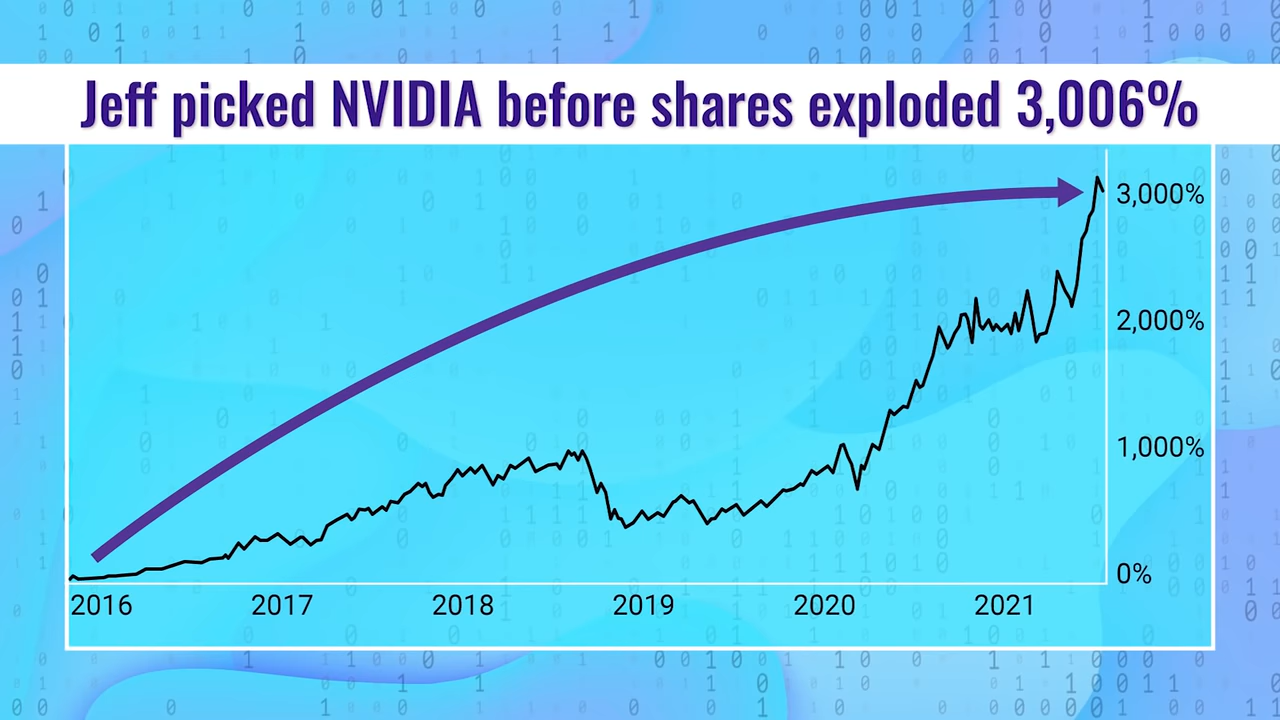 Jeff picked NVIDIA before shares exploded 3,006%
3,000%
2,000%
1,000%
0%
2016 2017 2018 2019 2020 2021